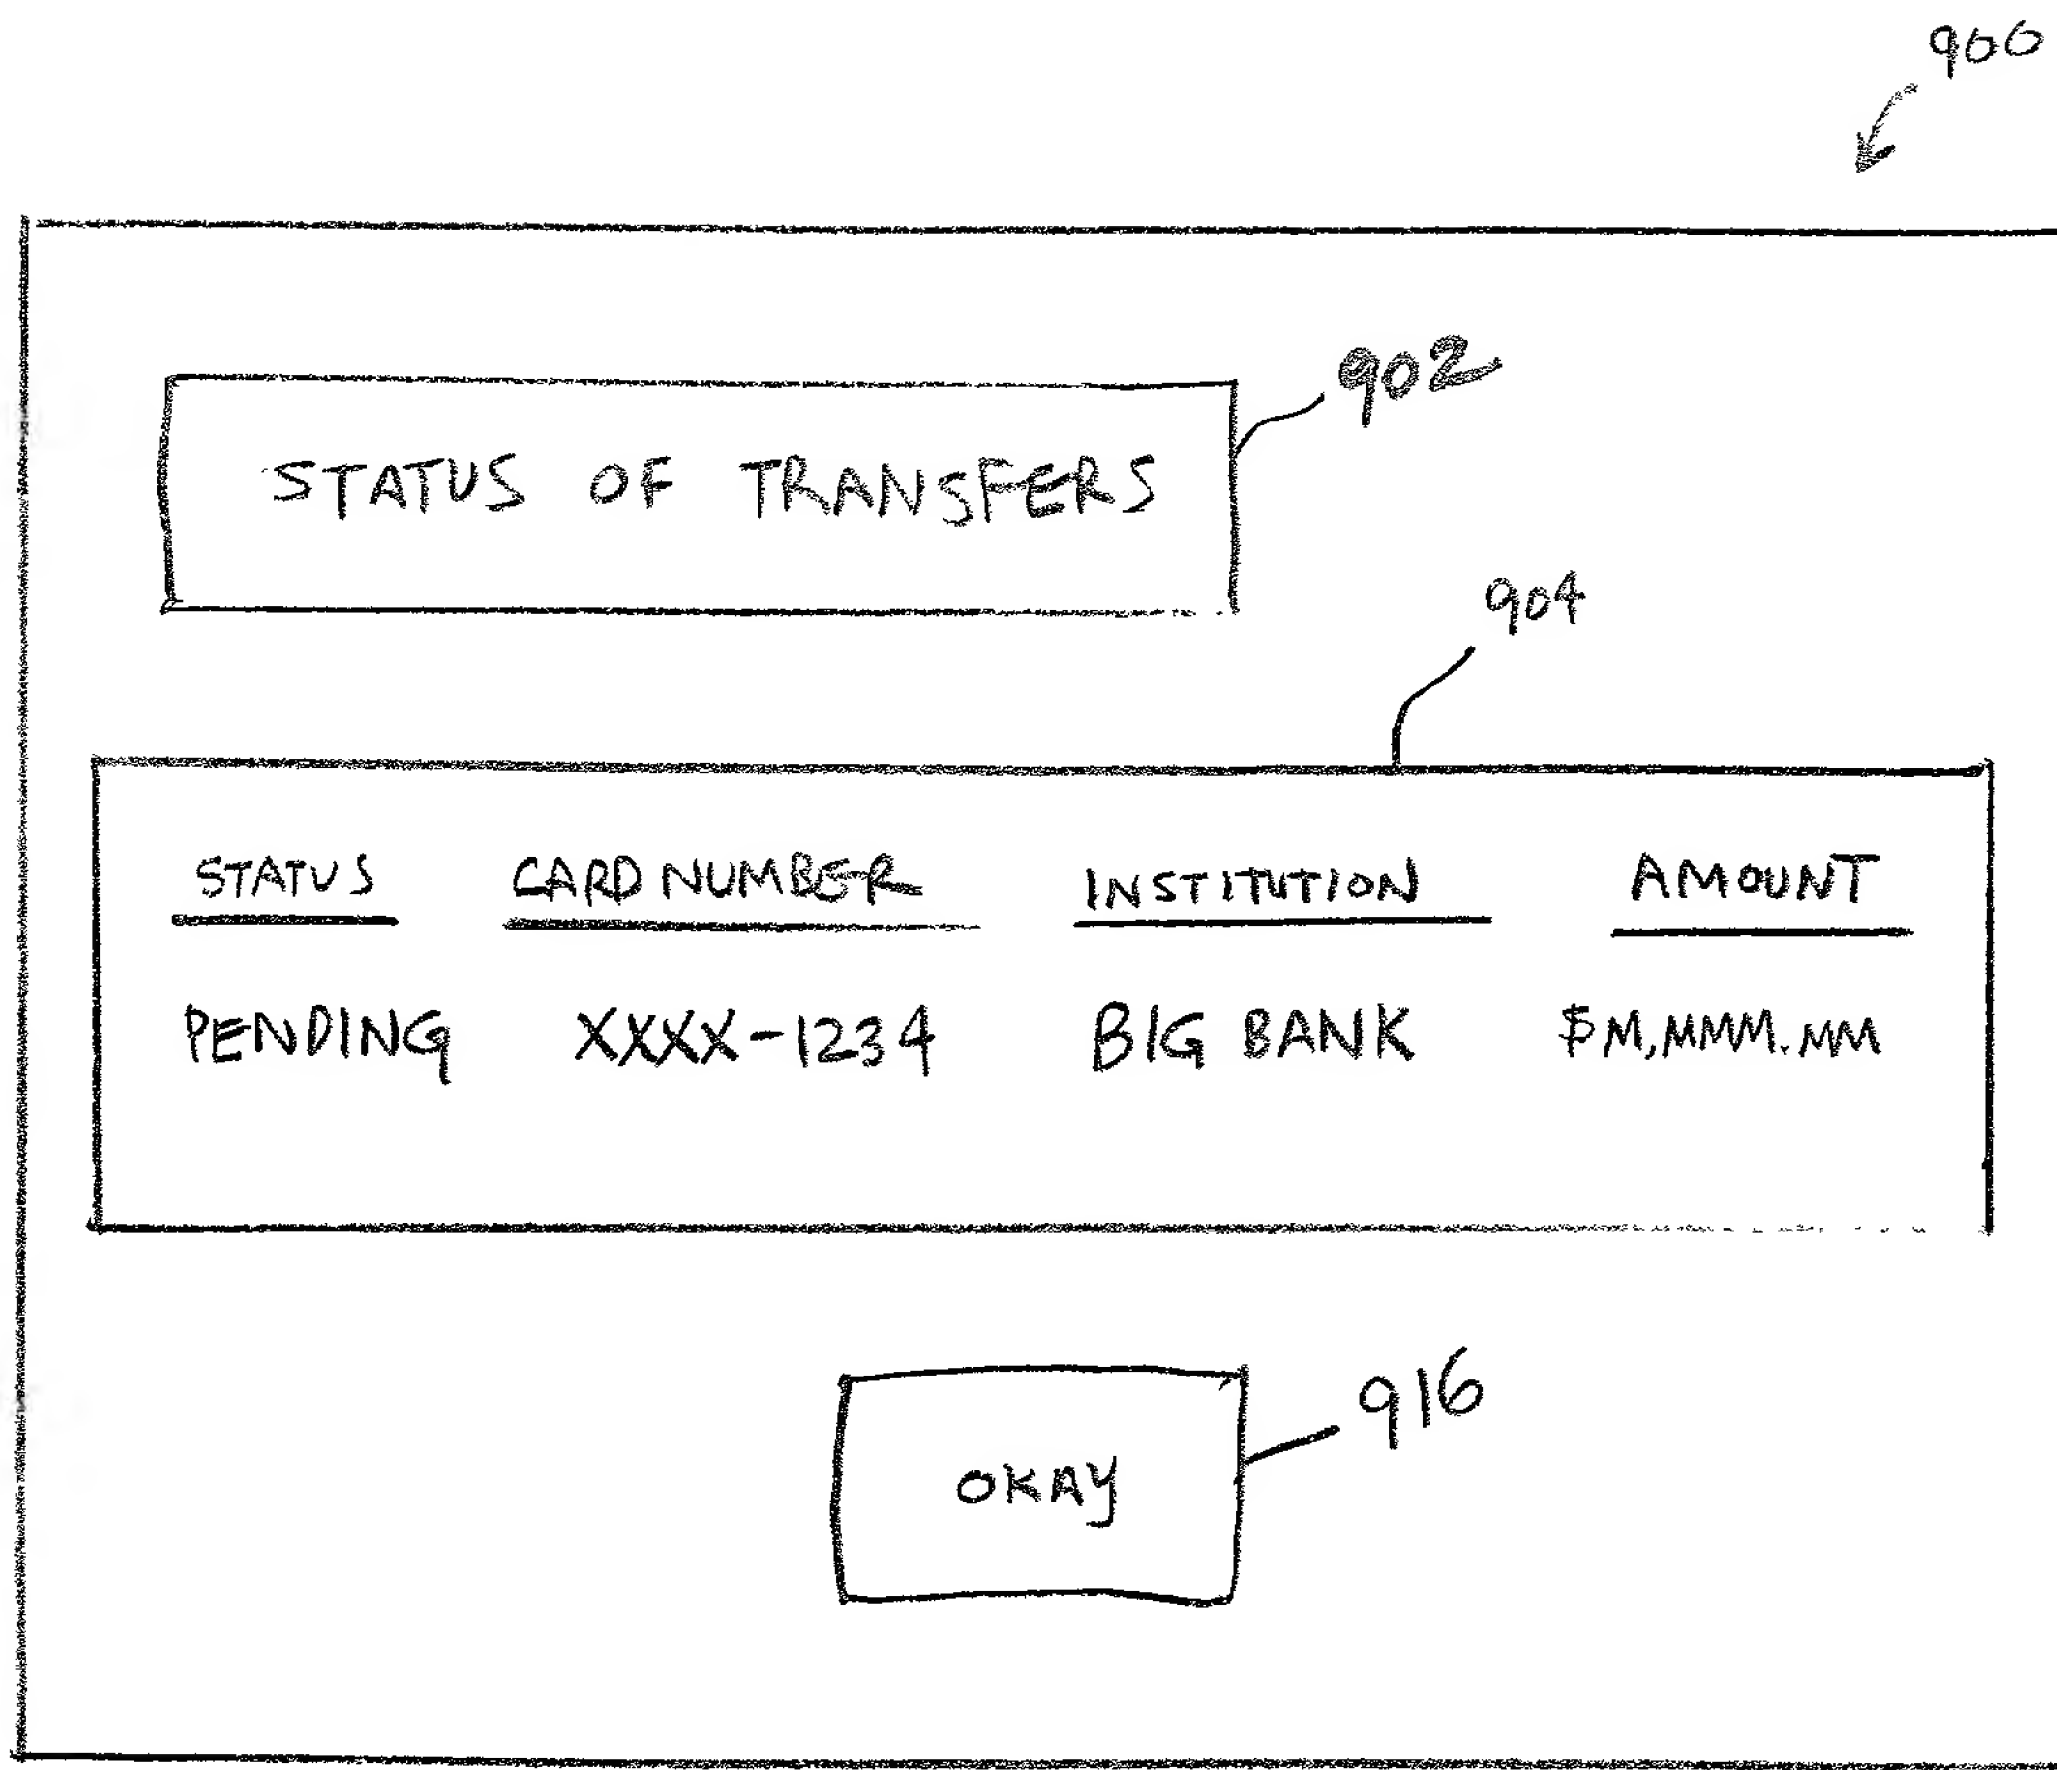 900
902
STATUS OF TRANSFERS
904
STATUS CARD NUMBER INSTITUTION AMOUNT
PENDING XXXX-1234 BIG BANK $M,MMM.MM
916
OKAY